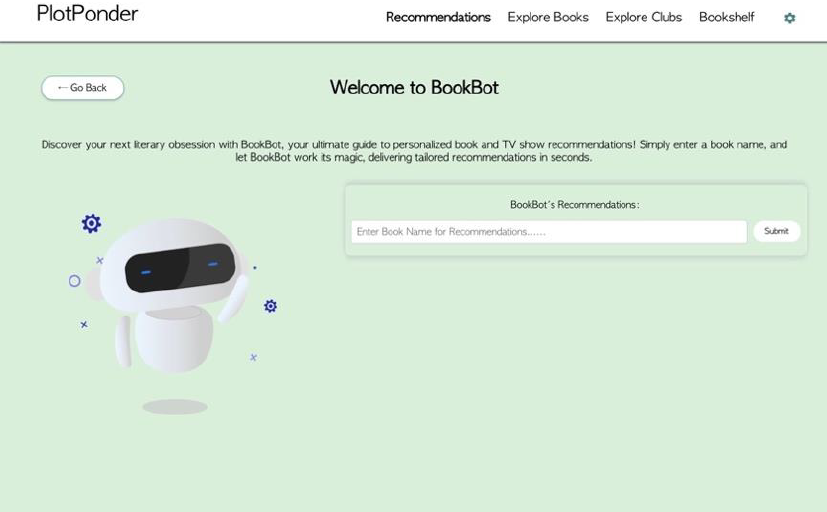 PlotPonder
Recommendations Explore Books Explore Clubs Bookshelf
← Go Back
Welcome to BookBot
Discover your next literary obsession with BookBot, your ultimate guide to personalized book and TV show recommendations! Simply enter a book name, and
let BookBot work its magic, delivering tailored recommendations in seconds.
BookBot's Recommendations:
Enter Book Name for Recommendations...... Submit